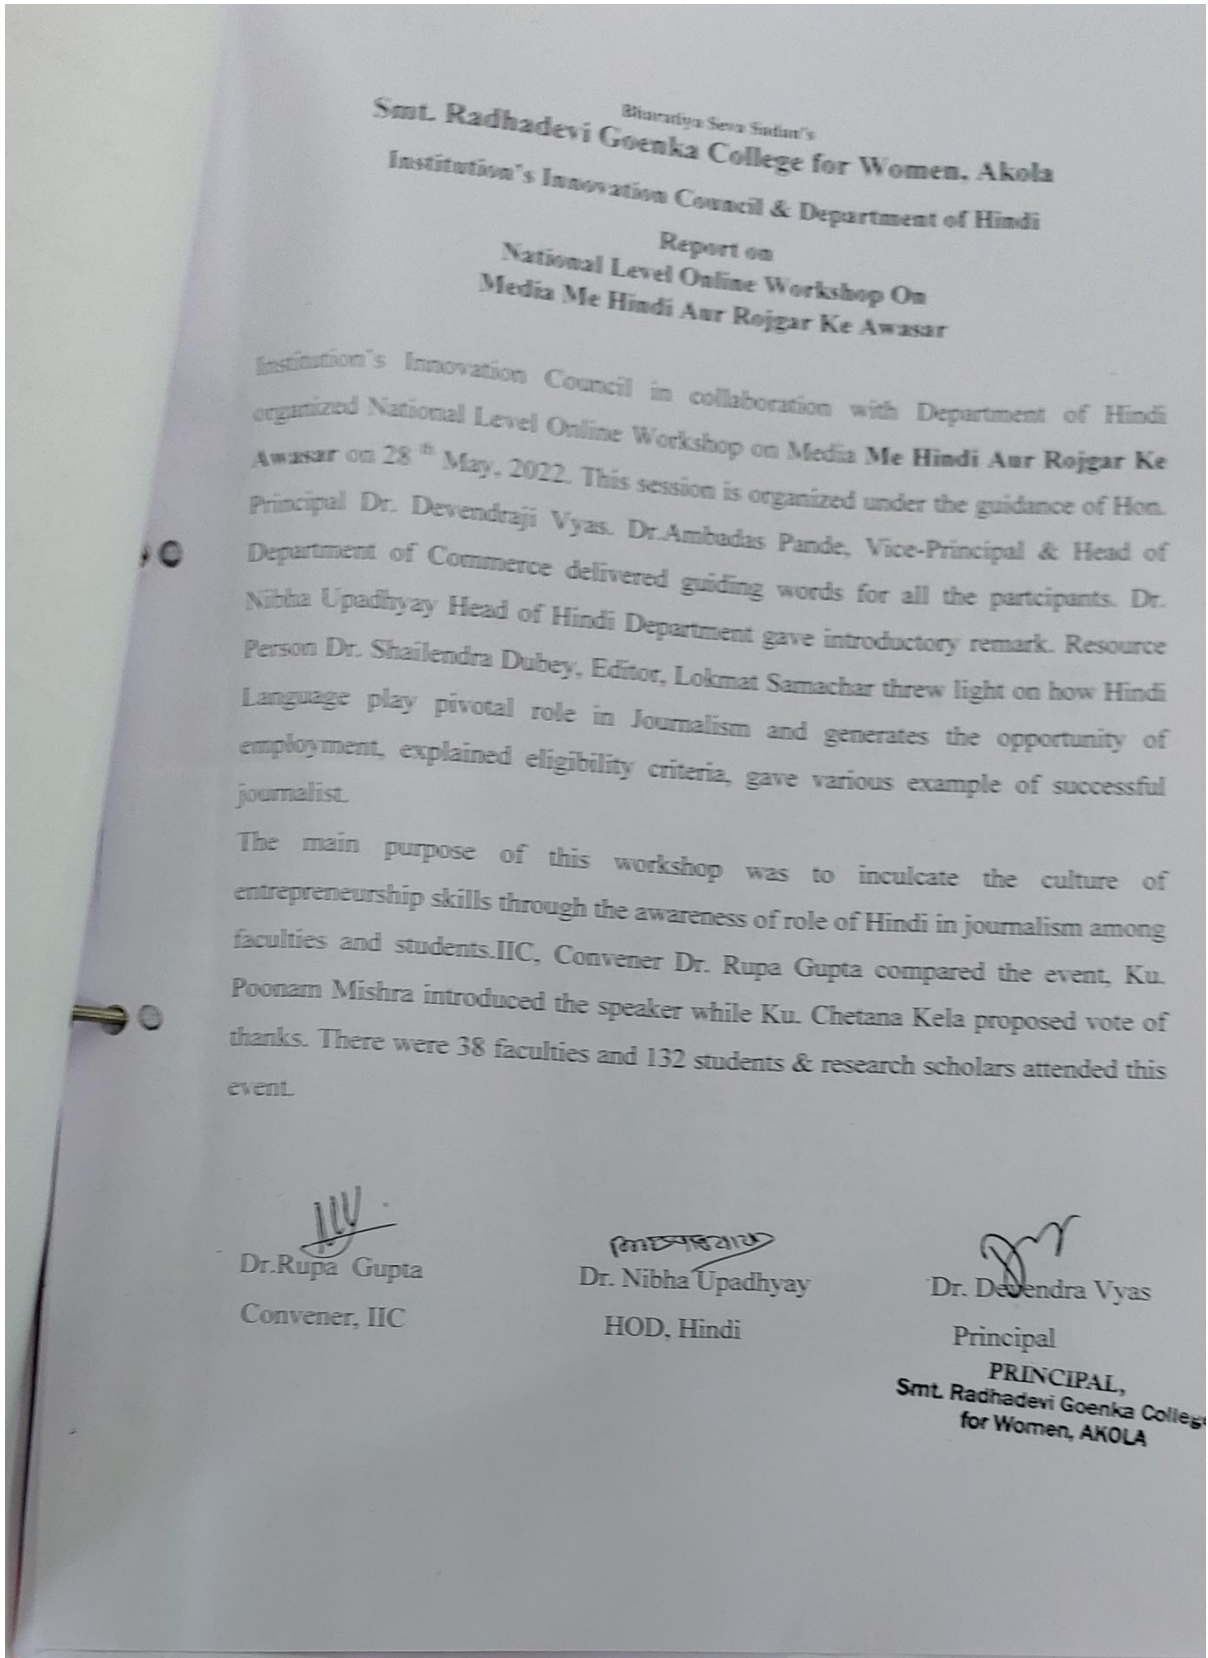 Bharatiya Seva Sadan's
Smt. Radhadevi Goenka College for Women, Akola
Institution's Innovation Council & Department of Hindi
Report on
National Level Online Workshop On
Media Me Hindi Aur Rojgar Ke Awasar
Institution's Innovation Council in collaboration with Department of Hindi
organized National Level Online Workshop on Media Me Hindi Aur Rojgar Ke
Awasar on 28 th May, 2022. This session is organized under the guidance of Hon.
Principal Dr. Devendraji Vyas. Dr.Ambadas Pande, Vice-Principal & Head of
Department of Commerce delivered guiding words for all the partcipants. Dr.
Nibha Upadhyay Head of Hindi Department gave introductory remark. Resource
Person Dr. Shailendra Dubey, Editor, Lokmat Samachar threw light on how Hindi
Language play pivotal role in Journalism and generates the opportunity of
employment, explained eligibility criteria, gave various example of successful
journalist.
The main purpose of this workshop was to inculcate the culture of
entrepreneurship skills through the awareness of role of Hindi in journalism among
faculties and students.IIC, Convener Dr. Rupa Gupta compared the event, Ku.
Poonam Mishra introduced the speaker while Ku. Chetana Kela proposed vote of
thanks. There were 38 faculties and 132 students & research scholars attended this
event.
Dr.Rupa Gupta Dr. Nibha Upadhyay Dr. Devendra Vyas
Convener, IIC HOD, Hindi Principal
PRINCIPAL,
Smt. Radhadevi Goenka College
for Women, AKOLA